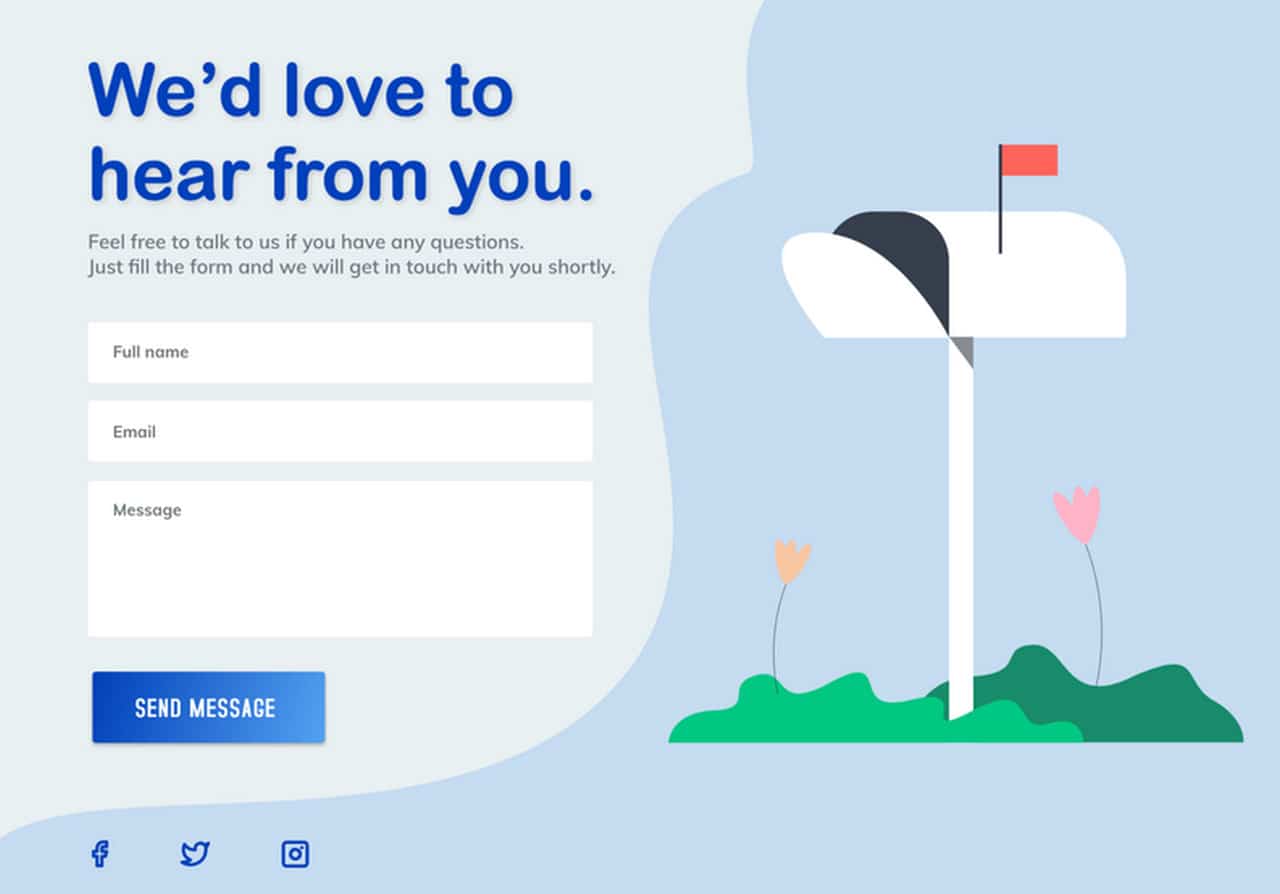 We’d love to
hear from you.
Feel free to talk to us if you have any questions.
Just fill the form and we will get in touch with you shortly.
Full name
Email
Message
SEND MESSAGE